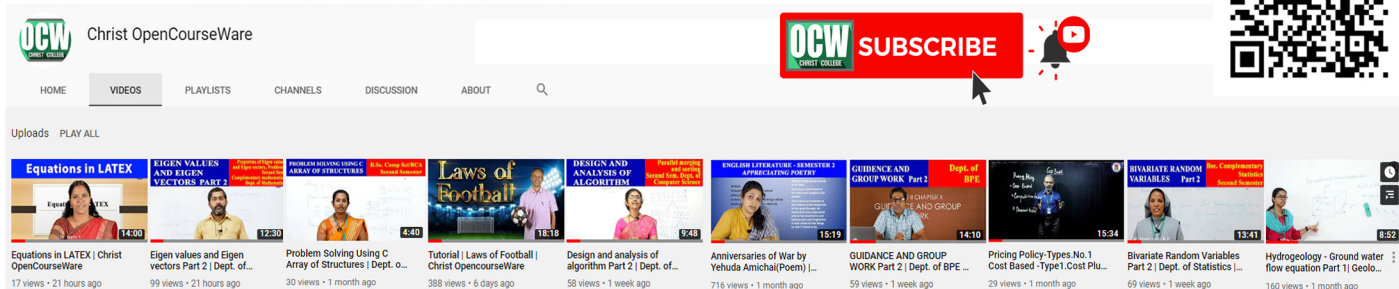 OCW
CHRIST COLLEGE
Christ OpenCourseWare
OCW
CHRIST COLLEGE
SUBSCRIBE
HOME
VIDEOS
PLAYLISTS
CHANNELS
DISCUSSION
ABOUT
Uploads
PLAY ALL
Equations in LATEX
14:00
Equations in LATEX | Christ
OpenCourseWare
17 views • 21 hours ago
EIGEN VALUES
AND EIGEN
VECTORS PART 2
12:30
Eigen values and Eigen
vectors Part 2 | Dept. of...
99 views • 21 hours ago
PROBLEM SOLVING USING C
ARRAY OF STRUCTURES
B.Sc. Comp Sci/BCA
Second Semester
4:40
Problem Solving Using C
Array of Structures | Dept. o...
30 views • 1 month ago
Laws of
Football
18:18
Tutorial | Laws of Football |
Christ OpencourseWare
388 views • 6 days ago
DESIGN AND
ANALYSIS OF
ALGORITHM
Parallel merging
and sorting
Second Sem, Dept. of
Computer Science
9:48
Design and analysis of
algorithm Part 2 | Dept. of...
58 views • 1 week ago
ENGLISH LITERATURE - SEMESTER 2
APPRECIATING POETRY
15:19
Anniversaries of War by
Yehuda Amichai(Poem) |...
716 views • 1 month ago
GUIDENCE AND
GROUP WORK Part 2
Dept. of
BPE
14:10
GUIDANCE AND GROUP
WORK Part 2 | Dept. of BPE ...
59 views • 1 week ago
15:34
Pricing Policy-Types.No.1
Cost Based -Type1.Cost Plu...
29 views • 1 month ago
BIVARIATE RANDOM
VARIABLES Part 2
Bsc. Complementary
Statistics
Second Semester
13:41
Bivariate Random Variables
Part 2 | Dept. of Statistics |...
69 views • 1 week ago
8:52
Hydrogeology - Ground water
flow equation Part 1| Geolo...
160 views • 1 month ago